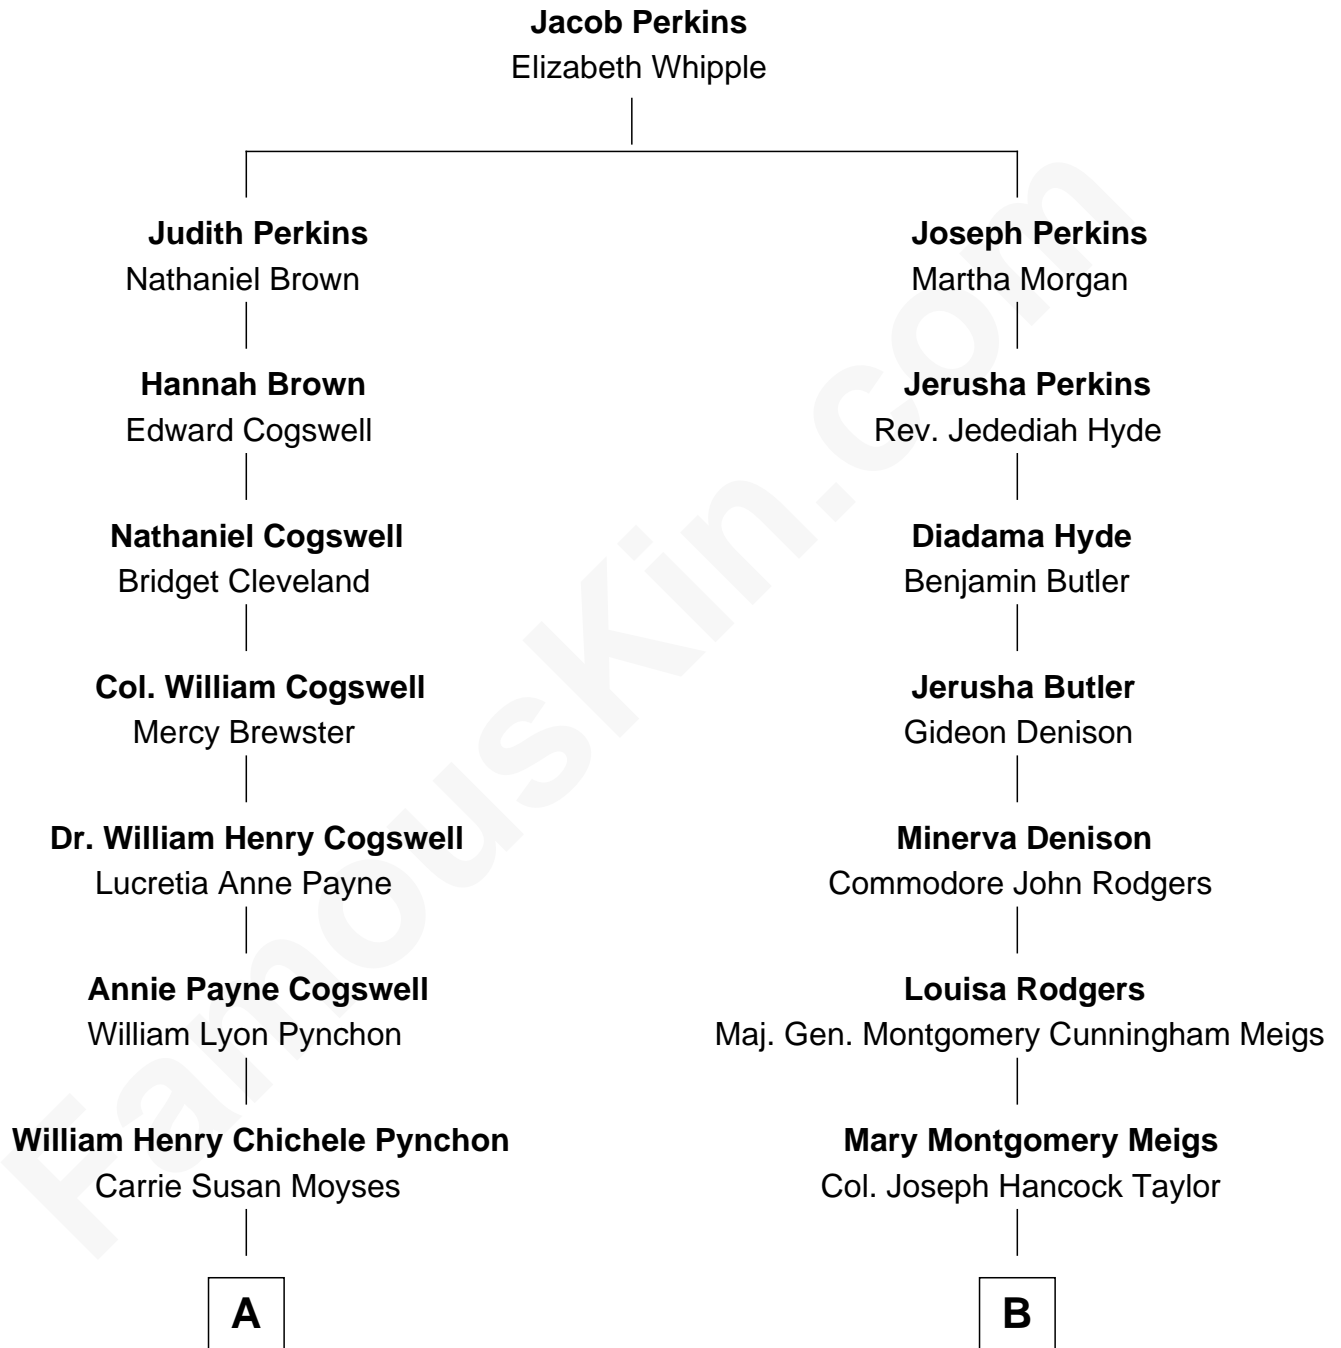 Jacob Perkins
Elizabeth Whipple
Judith Perkins
Nathaniel Brown
Hannah Brown
Edward Cogswell
Nathaniel Cogswell
Bridget Cleveland
Col. William Cogswell
Mercy Brewster
Dr. William Henry Cogswell
Lucretia Anne Payne
Annie Payne Cogswell
William Lyon Pynchon
William Henry Chichele Pynchon
Carrie Susan Moyses
A
Joseph Perkins
Martha Morgan
Jerusha Perkins
Rev. Jedediah Hyde
Diadama Hyde
Benjamin Butler
Jerusha Butler
Gideon Denison
Minerva Denison
Commodore John Rodgers
Louisa Rodgers
Maj. Gen. Montgomery Cunningham Meigs
Mary Montgomery Meigs
Col. Joseph Hancock Taylor
B
FamousKin.com